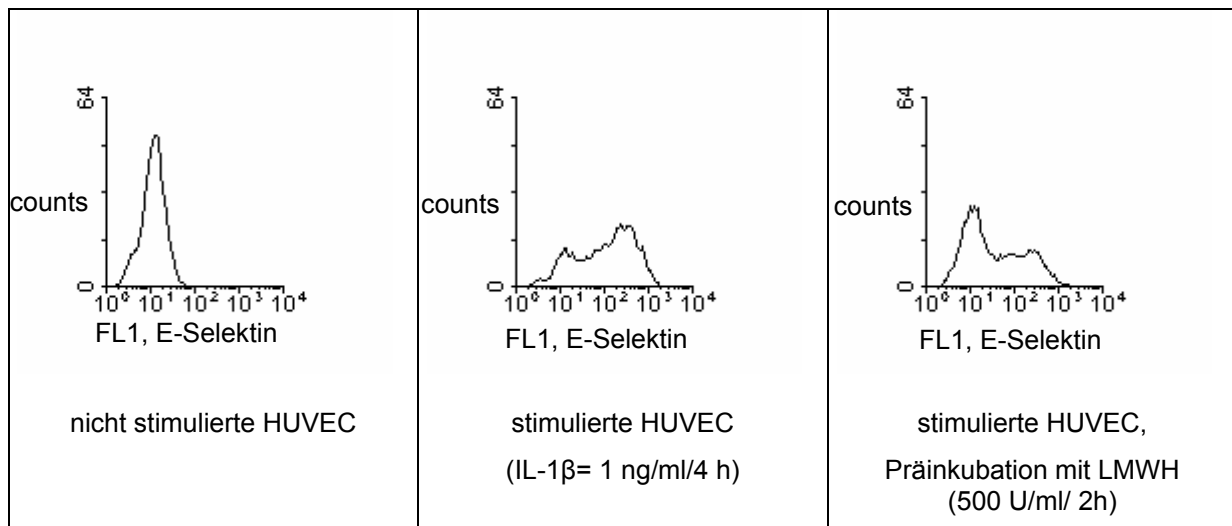 64
counts
0
10⁰ 10¹ 10² 10³ 10⁴
FL1, E-Selektin
nicht stimulierte HUVEC
64
counts
0
10⁰ 10¹ 10² 10³ 10⁴
FL1, E-Selektin
stimulierte HUVEC
(IL-1β= 1 ng/ml/4 h)
64
counts
0
10⁰ 10¹ 10² 10³ 10⁴
FL1, E-Selektin
stimulierte HUVEC,
Präinkubation mit LMWH
(500 U/ml/ 2h)